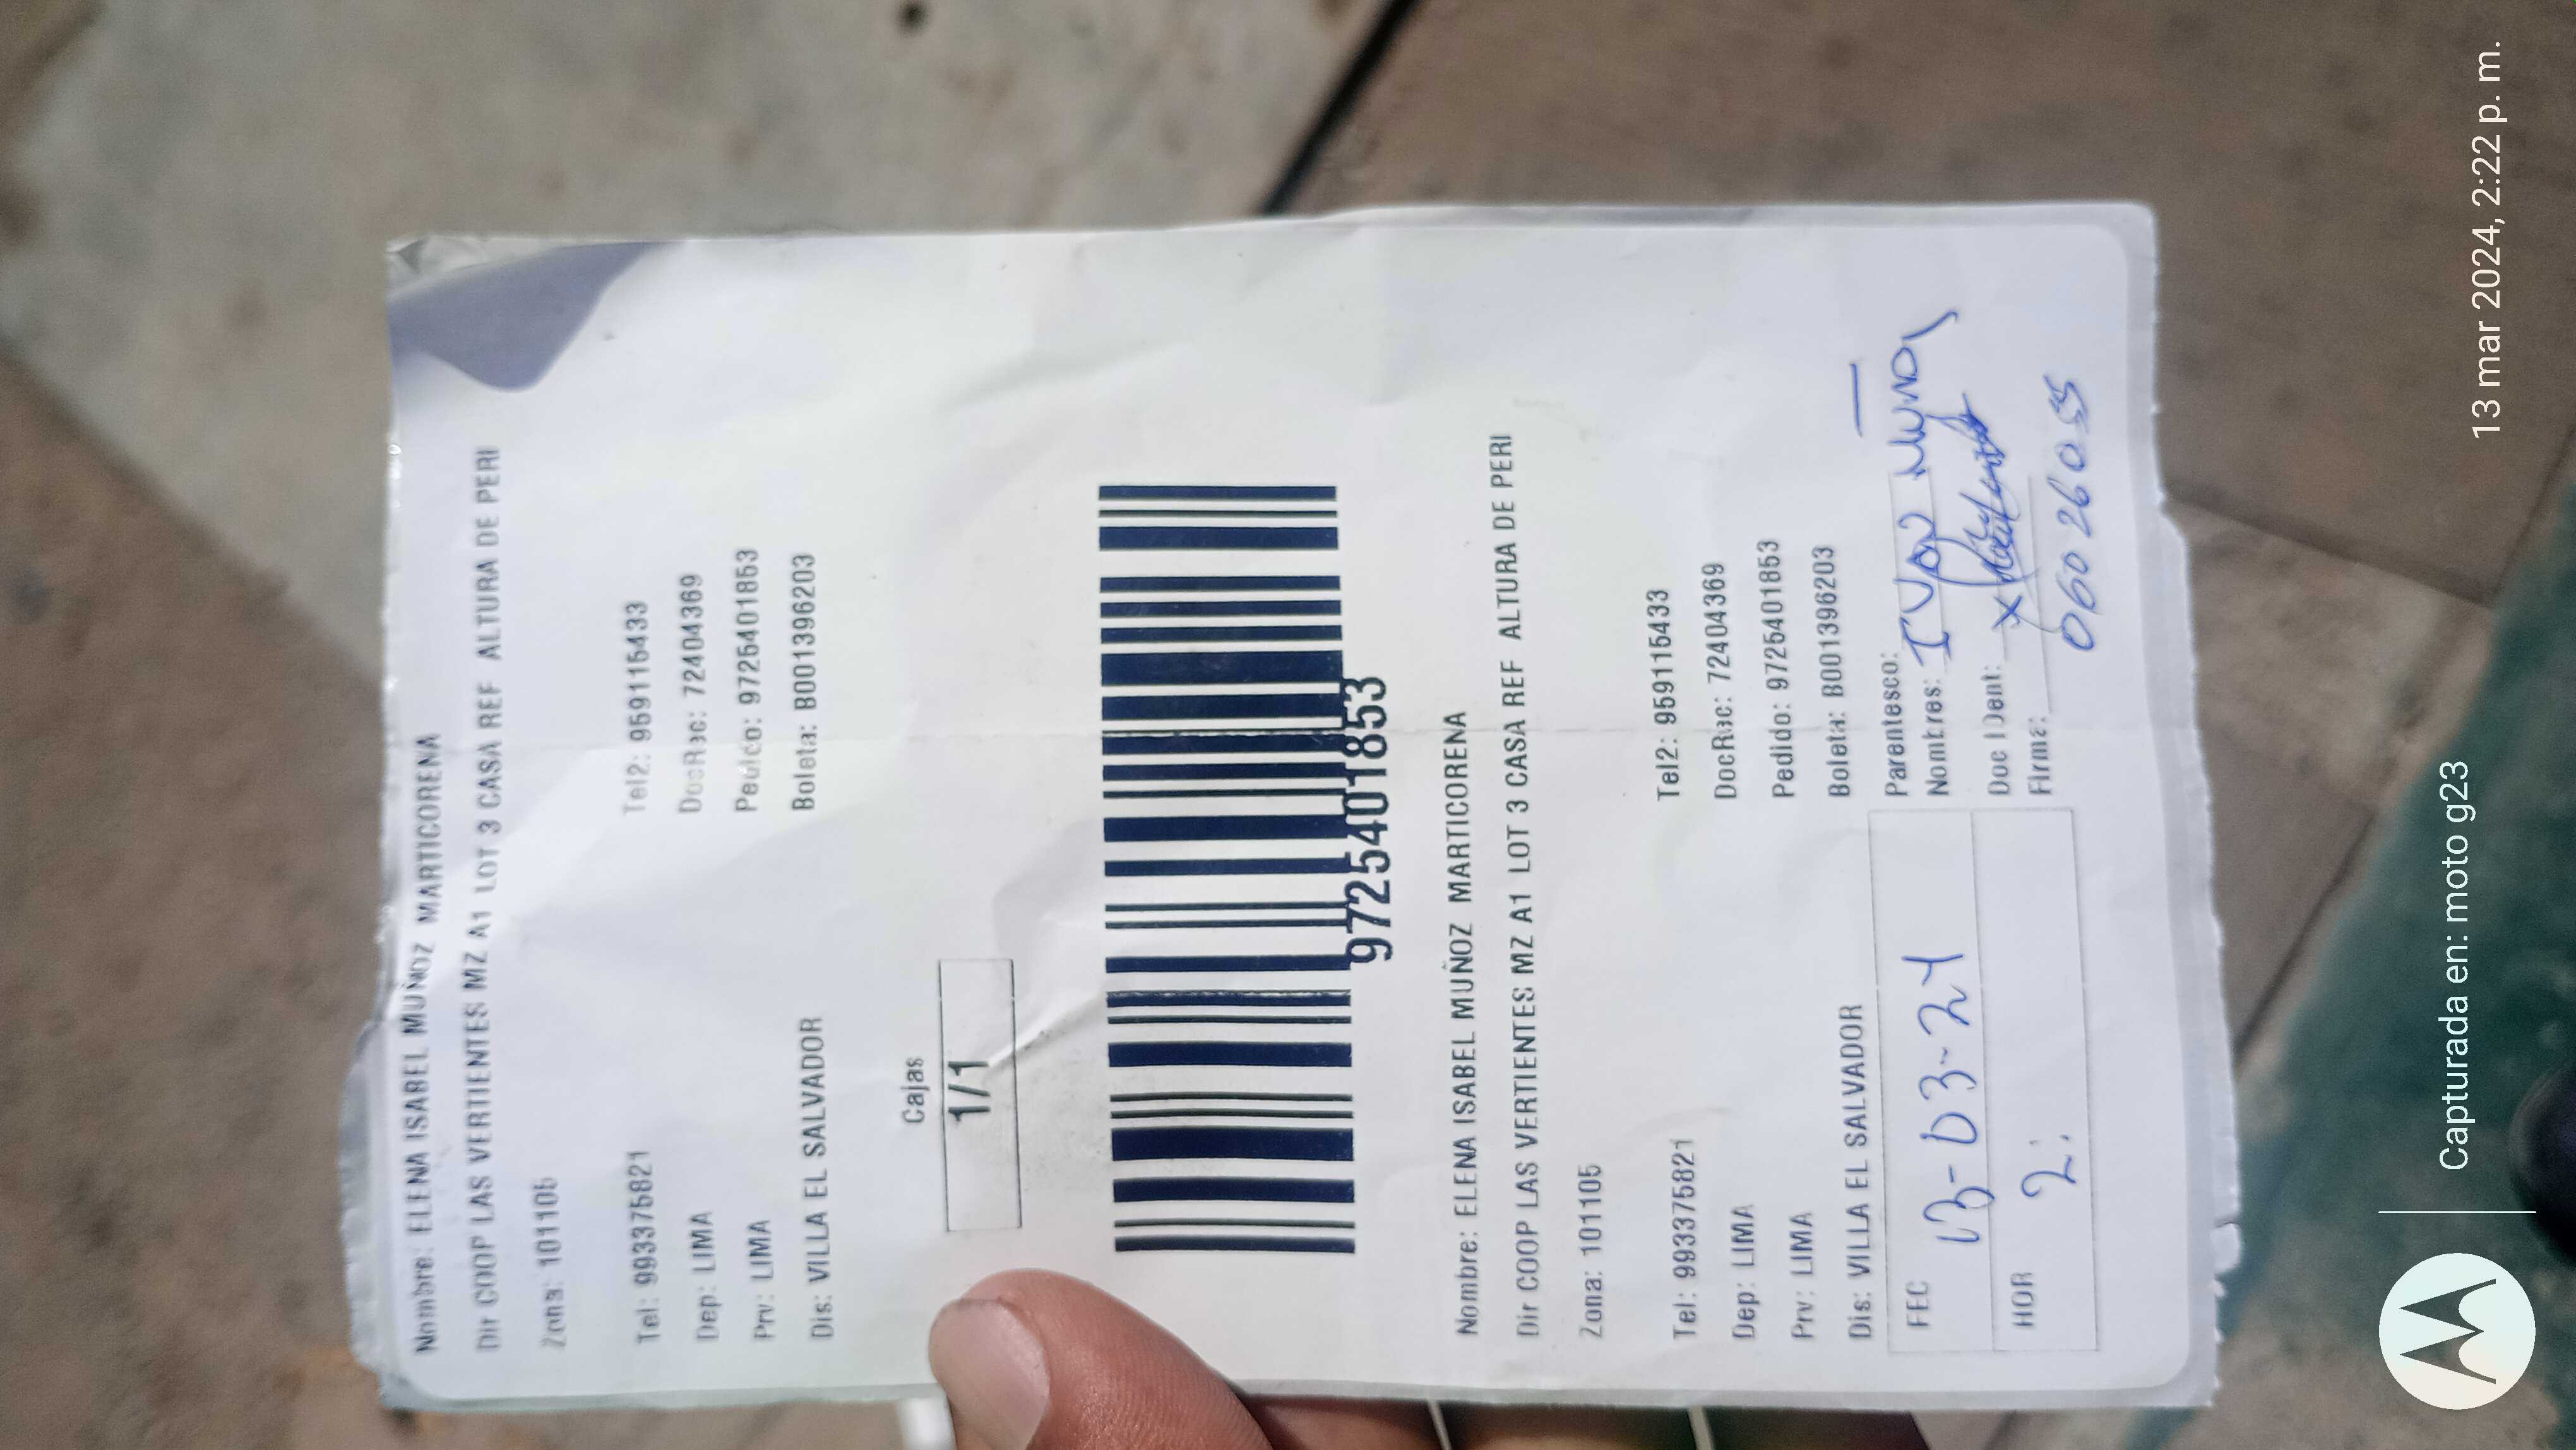 Nombre: ELENA ISABEL MUÑOZ MARTICORENA
Dir COOP LAS VERTIENTES MZ A1 LOT 3 CASA REF ALTURA DE PERI
Zona: 101105
Tel: 993375821 Tel2: 959115433
Dep: LIMA DocRac: 72404369
Prv: LIMA Pedido: 9725401853
Dis: VILLA EL SALVADOR Boleta: B001396203
Cajas
1/1
9725401853
Nombre: ELENA ISABEL MUÑOZ MARTICORENA
Dir COOP LAS VERTIENTES MZ A1 LOT 3 CASA REF ALTURA DE PERI
Zona: 101105
Tel: 993375821 Tel2: 959115433
Dep: LIMA DocRac: 72404369
Prv: LIMA Pedido: 9725401853
Dis: VILLA EL SALVADOR Boleta: B001396203
FEC 13-03-24 Parentesco:
Nombres: IVAN MUÑOZ
HOR 2: Doc Ident:
Firma:
06026055
Capturada en: moto g23 13 mar 2024, 2:22 p. m.